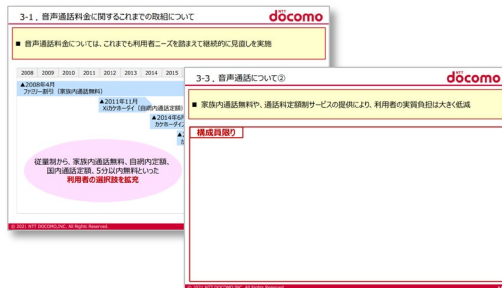 3-1．音声通話料金に関するこれまでの取組について
NTT
döcomo
■ 音声通話料金については、これまでも利用者ニーズを踏まえて継続的に見直しを実施
2008 2009 2010 2011 2012 2013 2014 2015
▲2008年4月
ファミリー割引（家族内通話無料）
▲2011年11月
Xiカケホーダイ（自網内通話定額）
▲2014年6月
従量制から、家族内通話無料、自網内定額、
国内通話定額、5分以内無料といった
利用者の選択肢を拡充
© 2021 NTT DOCOMO,INC. All Rights Reserved.
3-3．音声通話について②
NTT
döcomo
■ 家族内通話無料や、通話料定額制サービスの提供により、利用者の実質負担は大きく低減
構成員限り
© 2021 NTT DOCOMO,INC. All Rights Reserved.